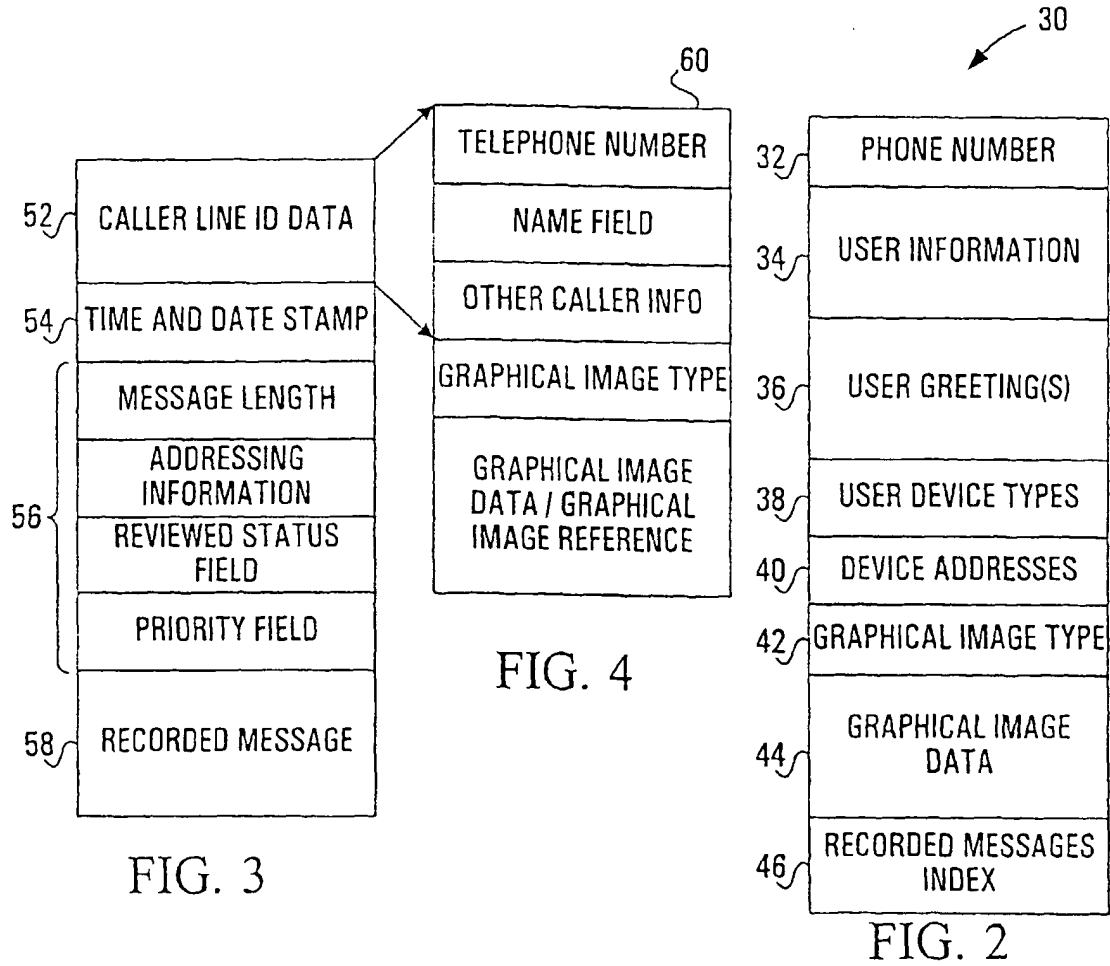 52
CALLER LINE ID DATA
54
TIME AND DATE STAMP
56
MESSAGE LENGTH
ADDRESSING
INFORMATION
REVIEWED STATUS
FIELD
PRIORITY FIELD
58
RECORDED MESSAGE
FIG. 3
60
TELEPHONE NUMBER
NAME FIELD
OTHER CALLER INFO
GRAPHICAL IMAGE TYPE
GRAPHICAL IMAGE
DATA / GRAPHICAL
IMAGE REFERENCE
FIG. 4
30
32
PHONE NUMBER
34
USER INFORMATION
36
USER GREETING(S)
38
USER DEVICE TYPES
40
DEVICE ADDRESSES
42
GRAPHICAL IMAGE TYPE
44
GRAPHICAL IMAGE
DATA
46
RECORDED MESSAGES
INDEX
FIG. 2